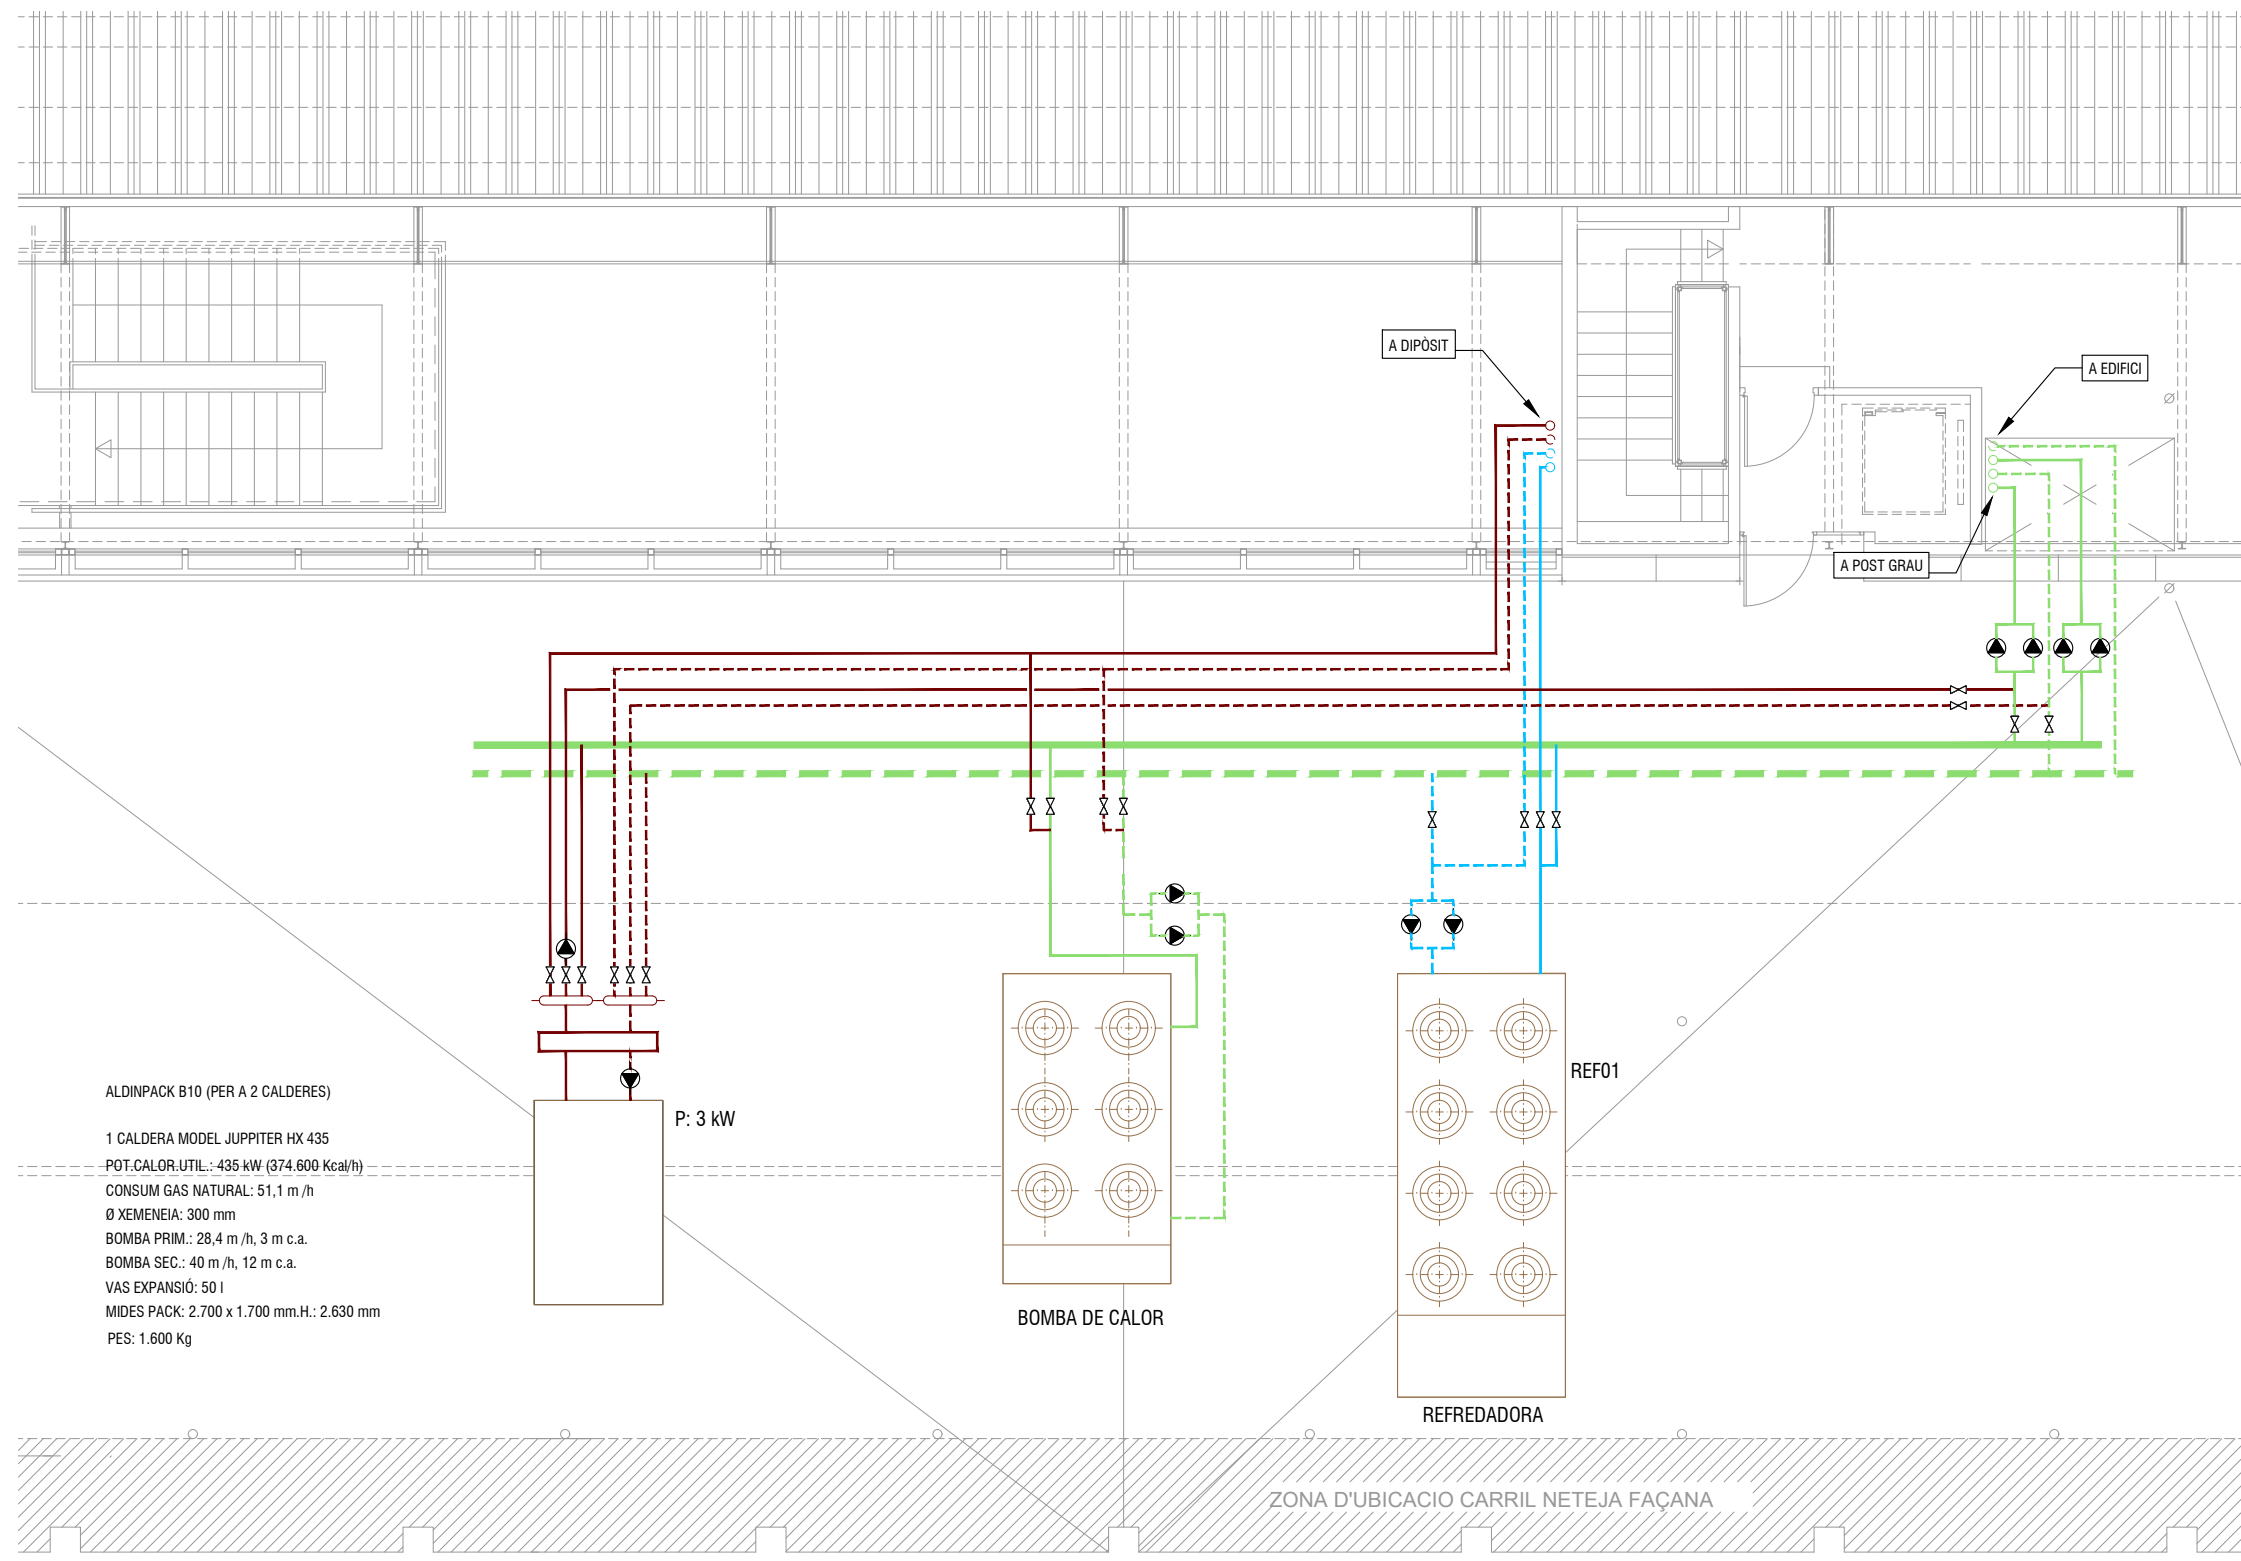 A DIPÒSIT
A EDIFICI
A POST GRAU
ALDINPACK B10 (PER A 2 CALDERES)
1 CALDERA MODEL JUPPITER HX 435
POT.CALOR.UTIL.: 435 kW (374.600 Kcal/h)
CONSUM GAS NATURAL: 51,1 m /h
Ø XEMENEIA: 300 mm
BOMBA PRIM.: 28,4 m /h, 3 m c.a.
BOMBA SEC.: 40 m /h, 12 m c.a.
VAS EXPANSIÓ: 50 l
MIDES PACK: 2.700 x 1.700 mm.H.: 2.630 mm
PES: 1.600 Kg
P: 3 kW
BOMBA DE CALOR
REF01
REFREDADORA
ZONA D'UBICACIO CARRIL NETEJA FAÇANA